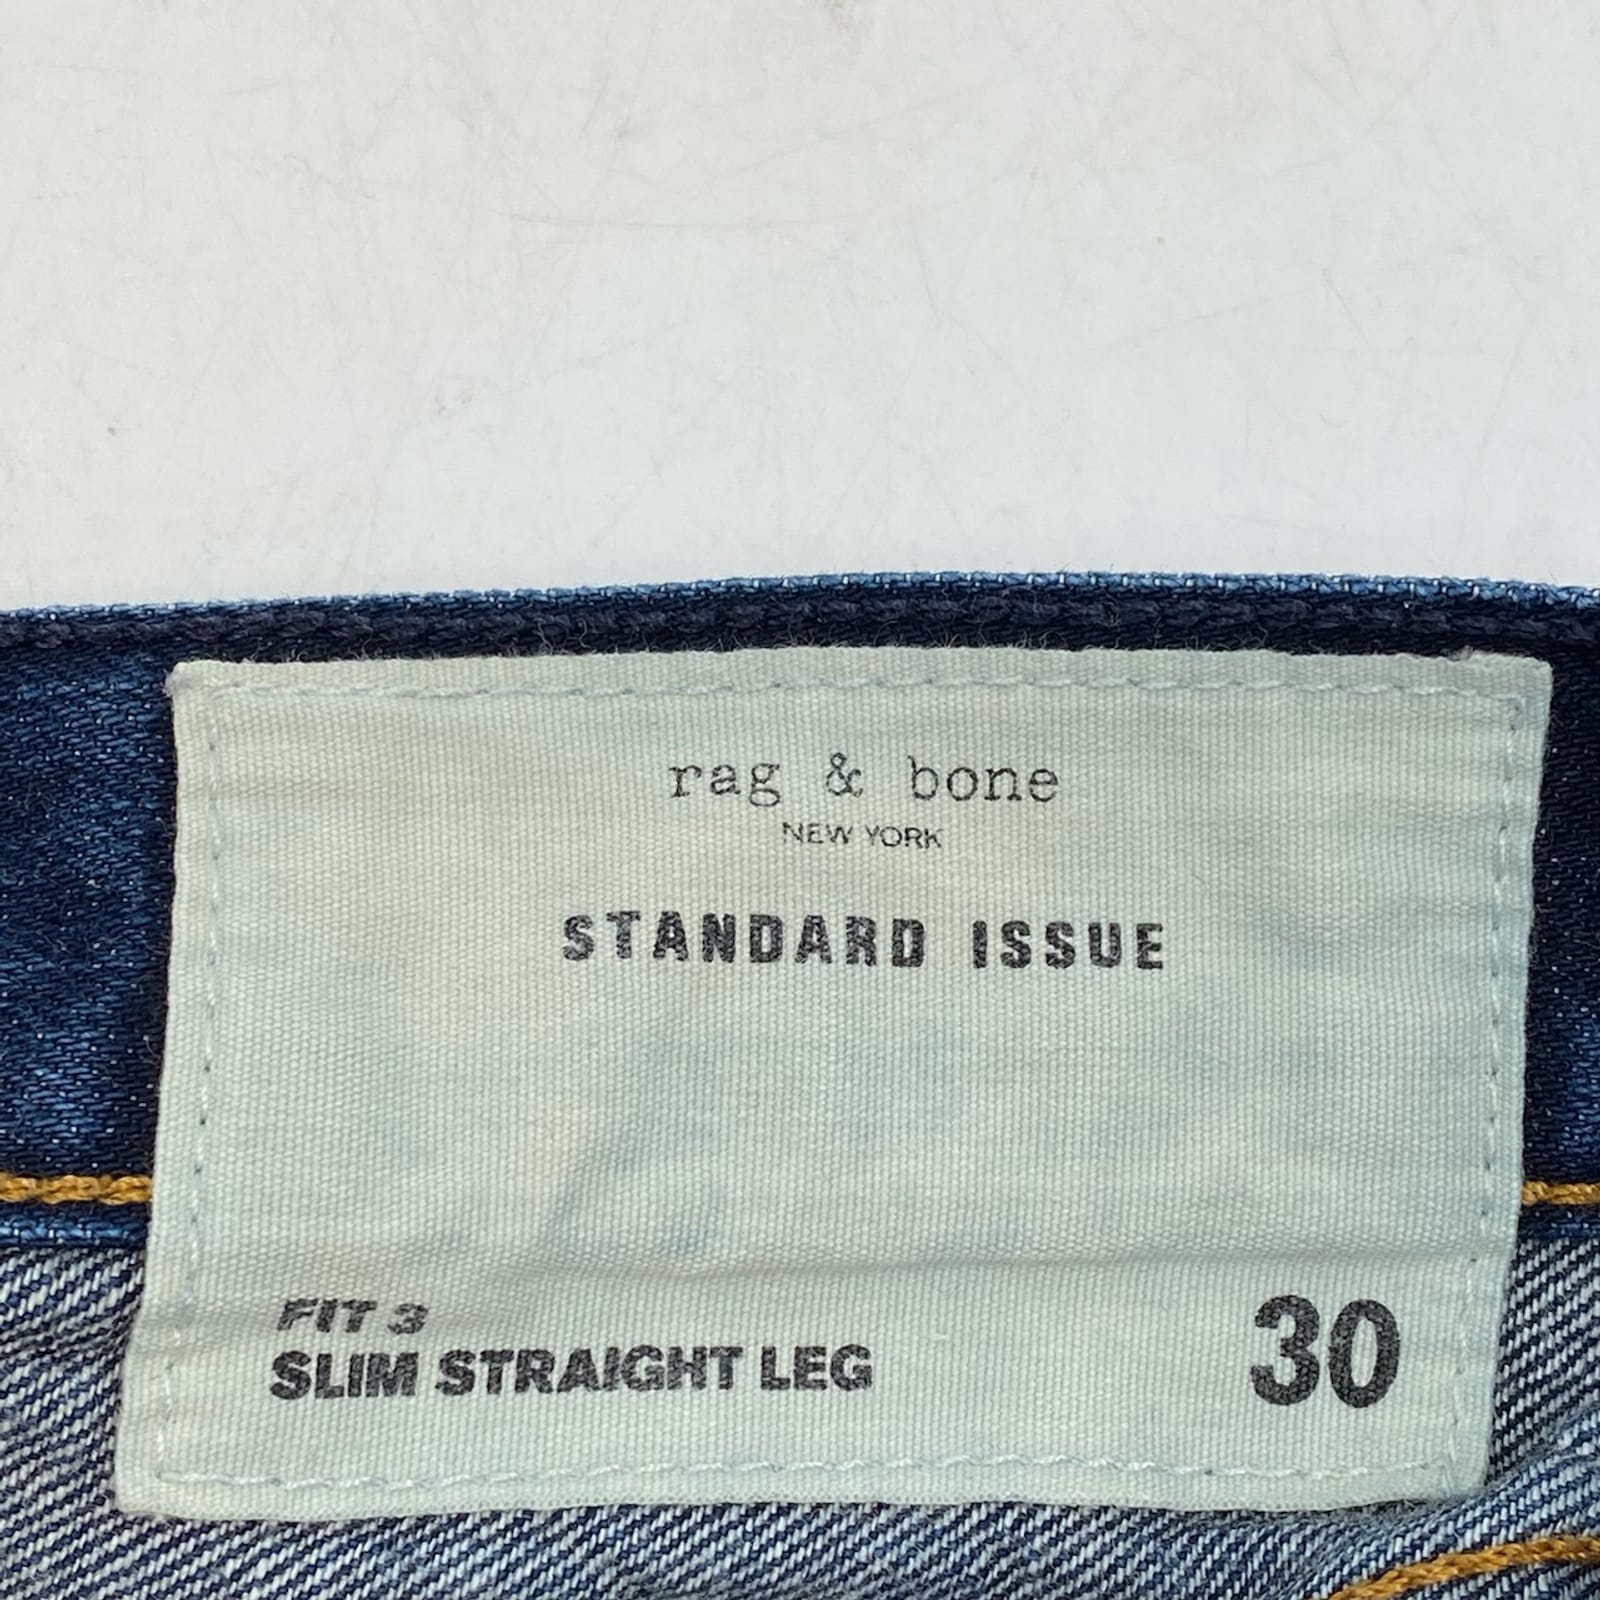 rag & bone
NEW YORK
STANDARD ISSUE
FIT 3
SLIM STRAIGHT LEG
30